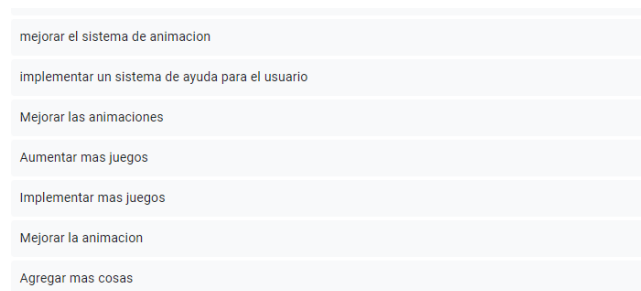 mejorar el sistema de animacion
implementar un sistema de ayuda para el usuario
Mejorar las animaciones
Aumentar mas juegos
Implementar mas juegos
Mejorar la animacion
Agregar mas cosas